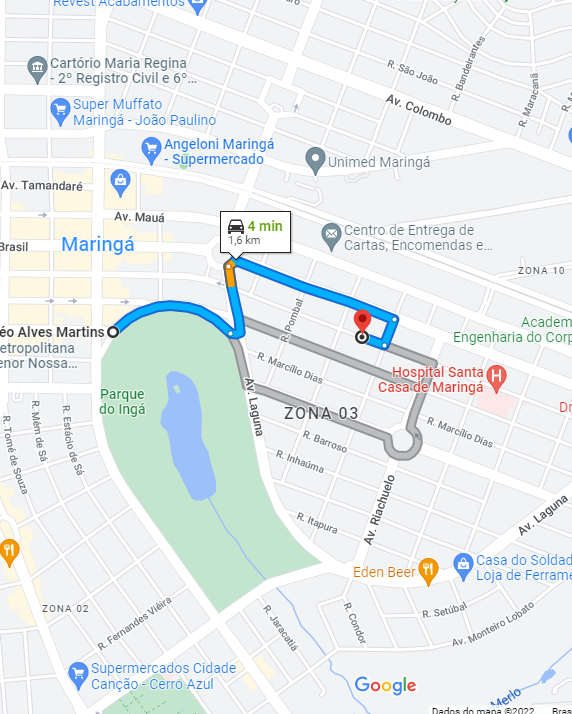 Revest Acabamentos
Cartório Maria Regina
- 2º Registro Civil e 6º...
R. São João
R. Bandeirantes
R. Maracanã
Av. Colombo
Super Muffato
Maringá - João Paulino
Angeloni Maringá
- Supermercado
Unimed Maringá
Av. Tamandaré
Av. Mauá
4 min
1,6 km
Centro de Entrega de
Cartas, Encomendas e...
Brasil
Maringá
ZONA 10
R. Pombal
Academ
Engenharia do Corp
éo Alves Martins
etropolitana
enor Nossa...
R. Marcílio Dias
Hospital Santa
Casa de Maringá
H
Parque
do Ingá
Av. Laguna
ZONA 03
R. Mém de Sá
R. Estácio de Sá
R. Tomé de Souza
R. Marcílio Dias
R. Barroso
R. Inhaúma
Av. Riachuelo
R. Itapura
Av. Laguna
Eden Beer
Casa do Soldad
Loja de Ferrame
ZONA 02
R. Fernandes Vieira
R. Jaracatiá
R. Condor
R. Setúbal
Av. Monteiro Lobato
Supermercados Cidade
Canção - Cerro Azul
Google
Merlo
Dados do mapa ©2022 Bras